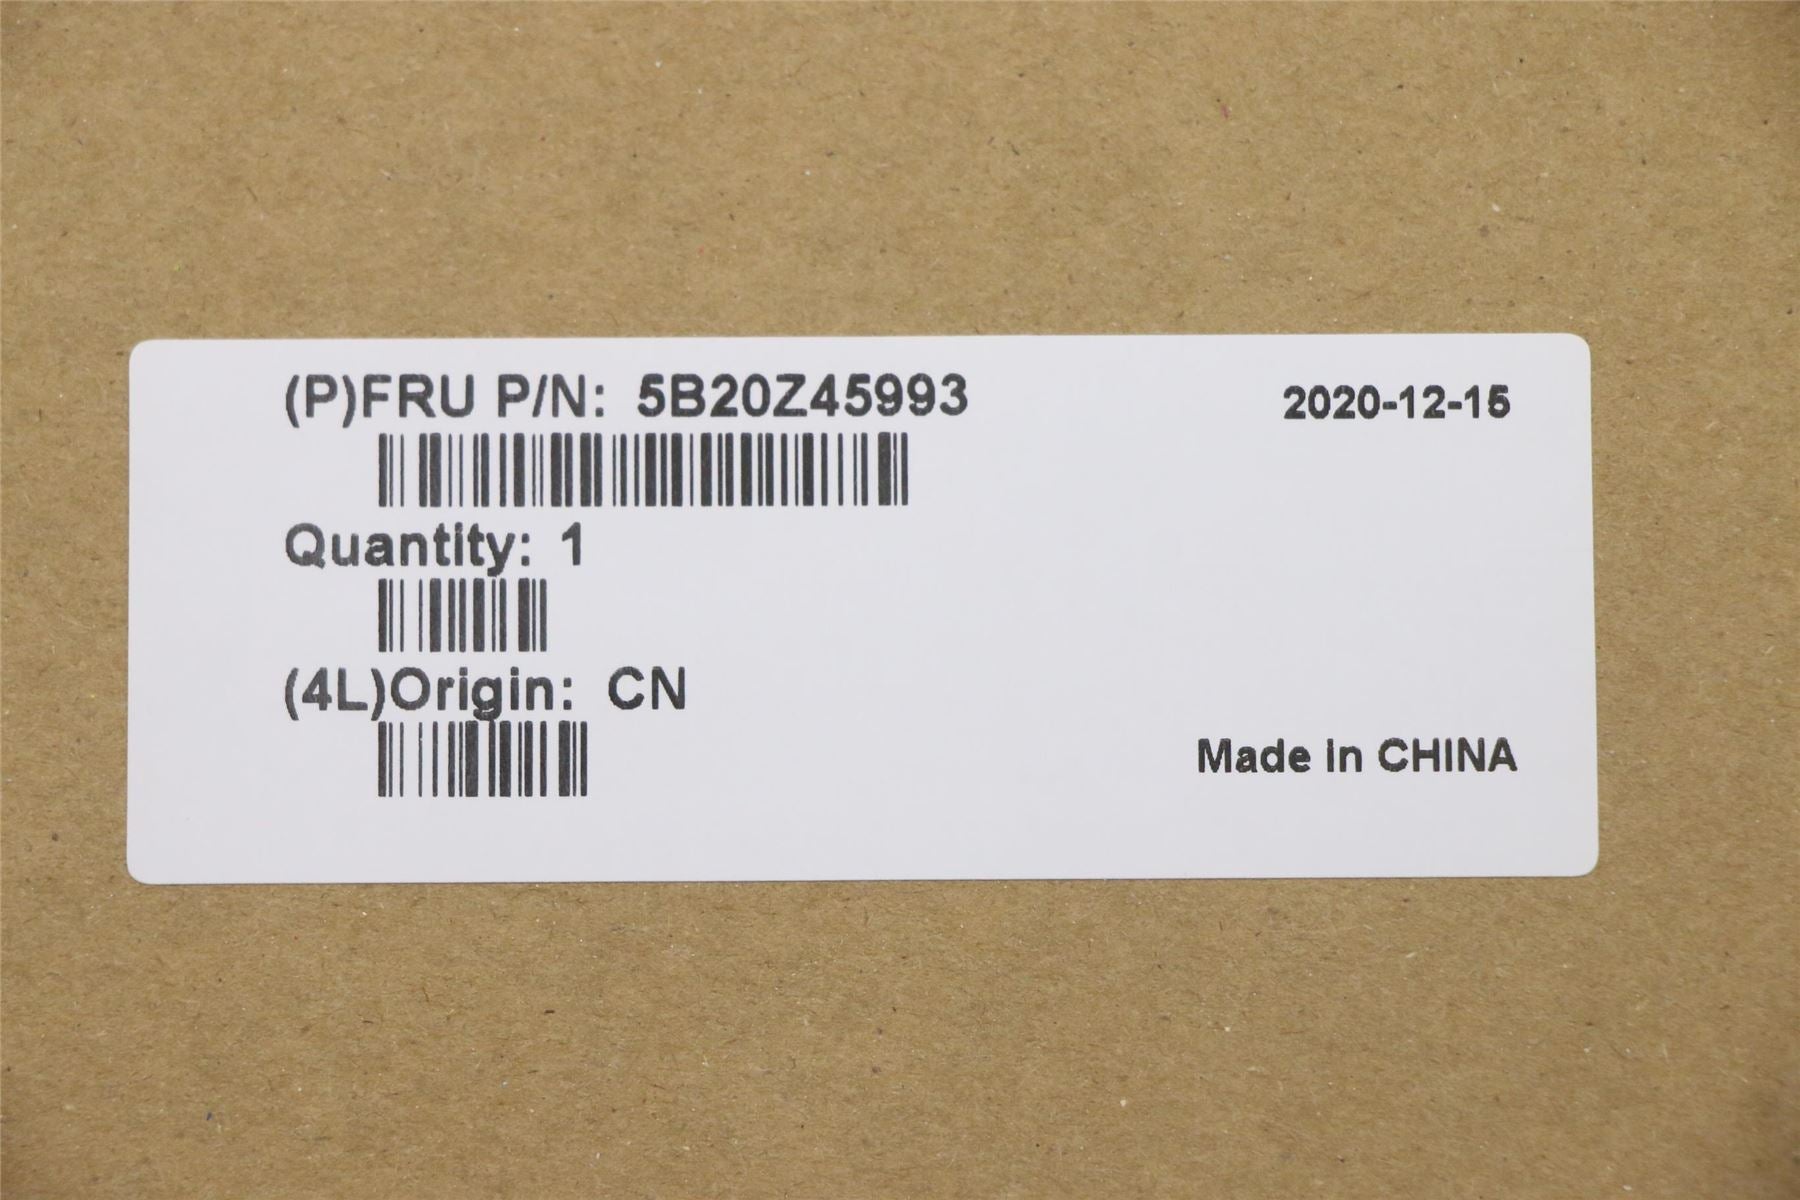 (P)FRU P/N: 5B20Z45993
2020-12-15
Quantity: 1
(4L)Origin: CN
Made in CHINA